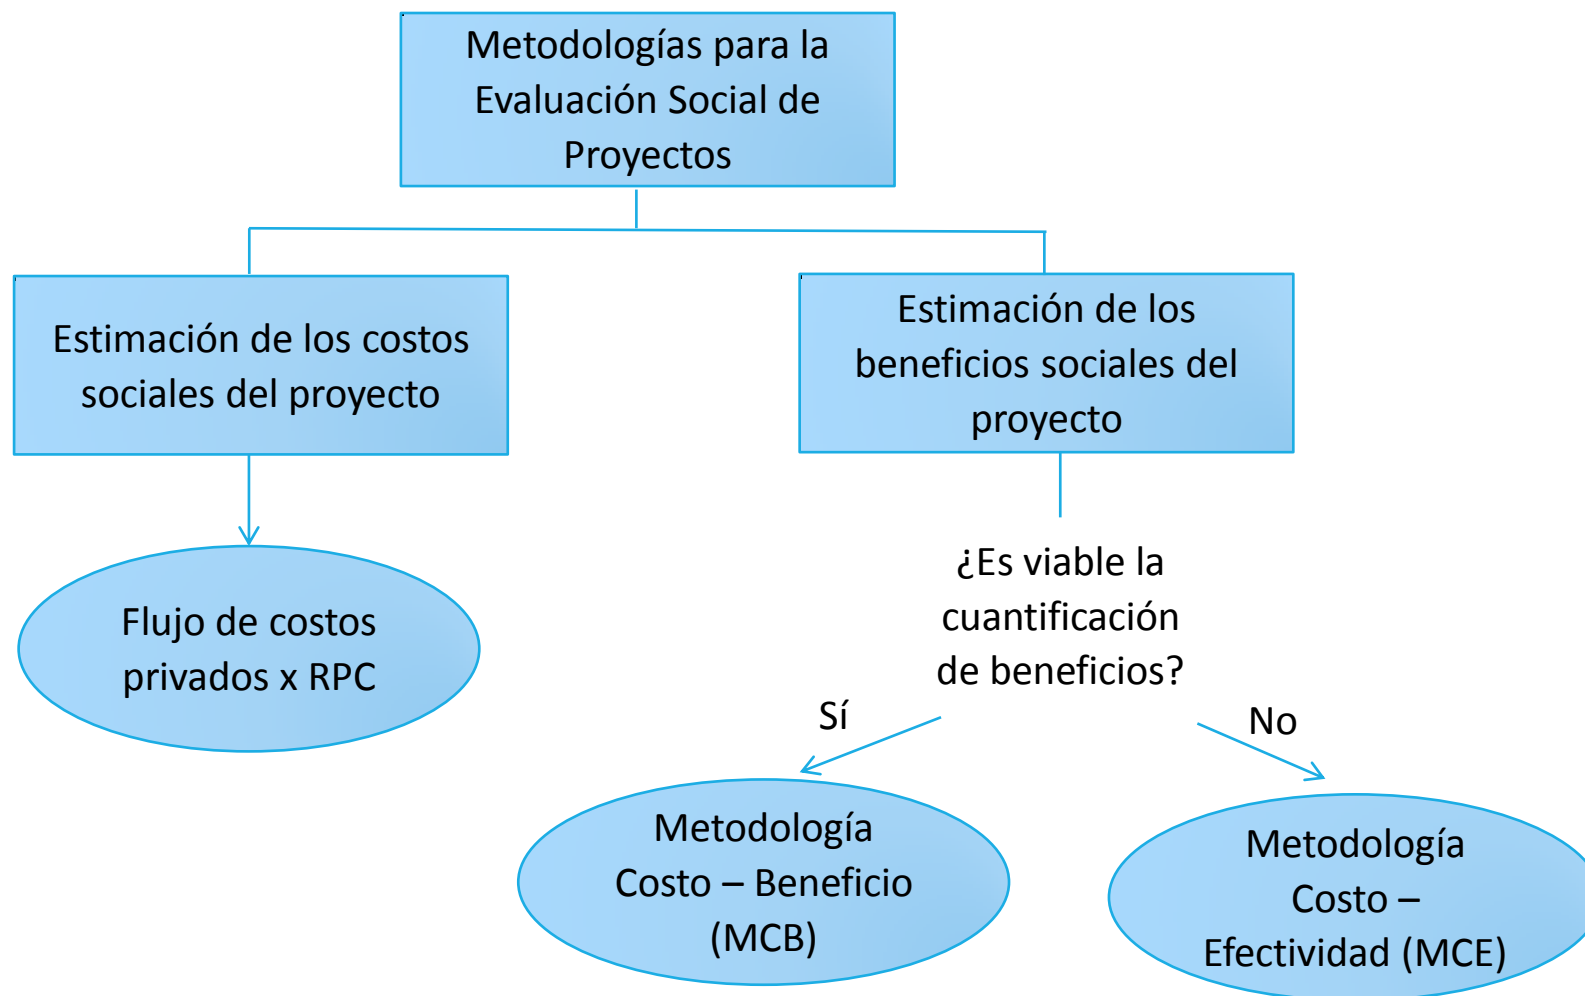 Metodologías para la
Evaluación Social de
Proyectos
Estimación de los costos
sociales del proyecto
Estimación de los
beneficios sociales del
proyecto
Flujo de costos
privados x RPC
¿Es viable la
cuantificación
de beneficios?
Sí
No
Metodología
Costo – Beneficio
(MCB)
Metodología
Costo –
Efectividad (MCE)